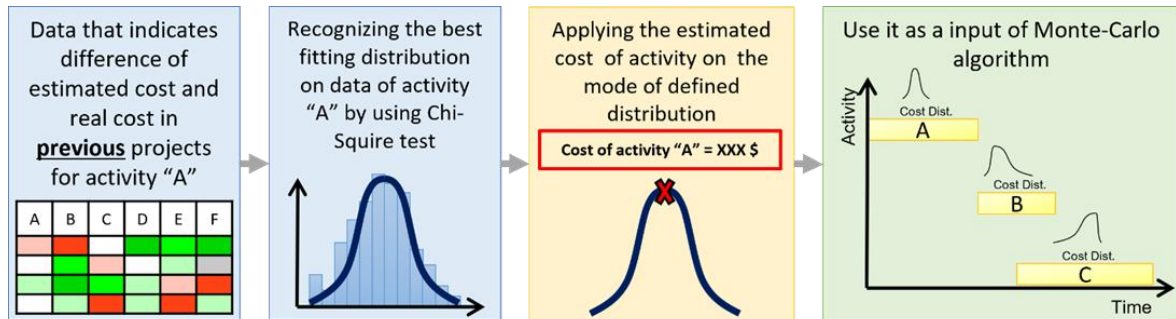 Data that indicates
difference of
estimated cost and
real cost in
previous projects
for activity “A”
A B C D E F
Recognizing the best
fitting distribution
on data of activity
“A” by using Chi-
Squire test
Applying the estimated
cost of activity on the
mode of defined
distribution
Cost of activity “A” = XXX $
X
Use it as a input of Monte-Carlo
algorithm
Activity
Cost Dist.
A
Cost Dist.
B
Cost Dist.
C
Time